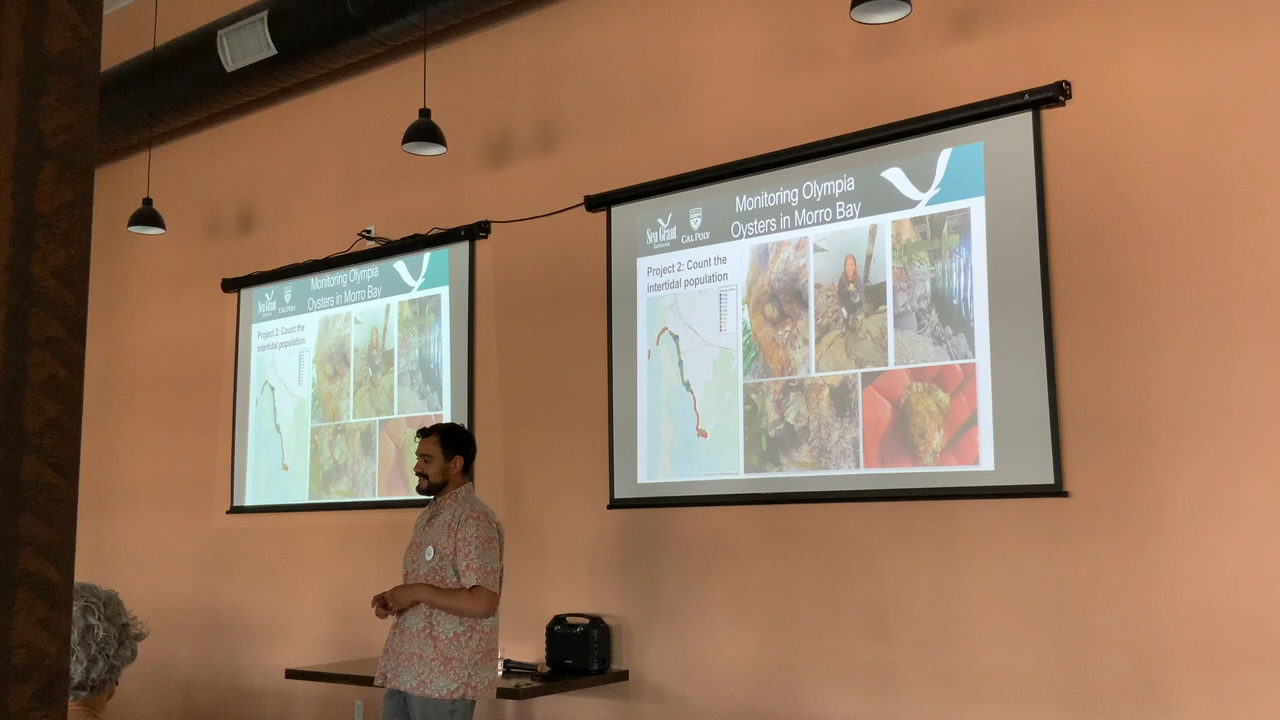 Monitoring Olympia
Oysters in Morro Bay
Sea Grant
California
CAL POLY
Project 2: Count the
intertidal population
Monitoring Olympia
Oysters in Morro Bay
Sea Grant
California
CAL POLY
Project 2: Count the
intertidal population